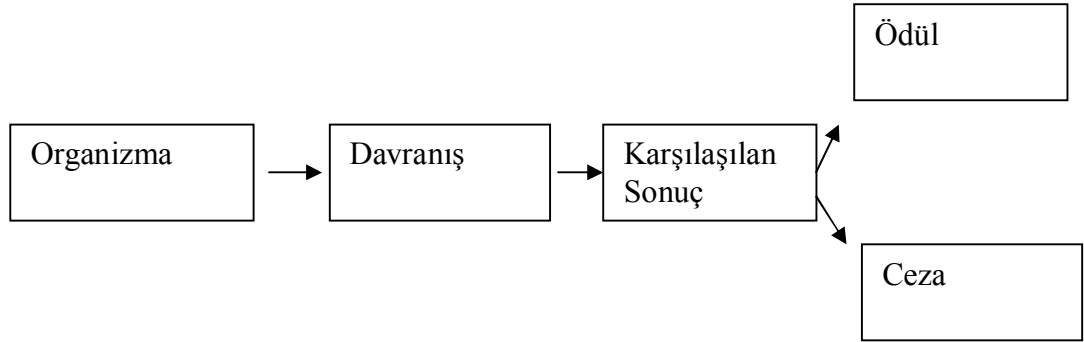 Ödül
Organizma
Davranış
Karşılaşılan
Sonuç
Ceza